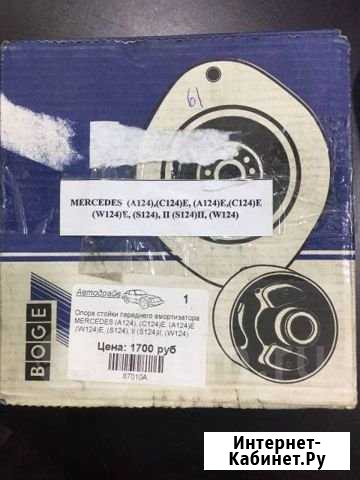 61
MERCEDES (A124),(C124)E, (A124)E,(C124)E
(W124)E, (S124), II (S124)II, (W124)
Автодрайв
1
Опора стойки переднего амортизатора
MERCEDES (A124), (C124)E, (A124)E
(W124)E, (S124), II (S124)II, (W124)
Цена: 1700 руб
87010A
BOGE
Интернет-
Кабинет.Ру